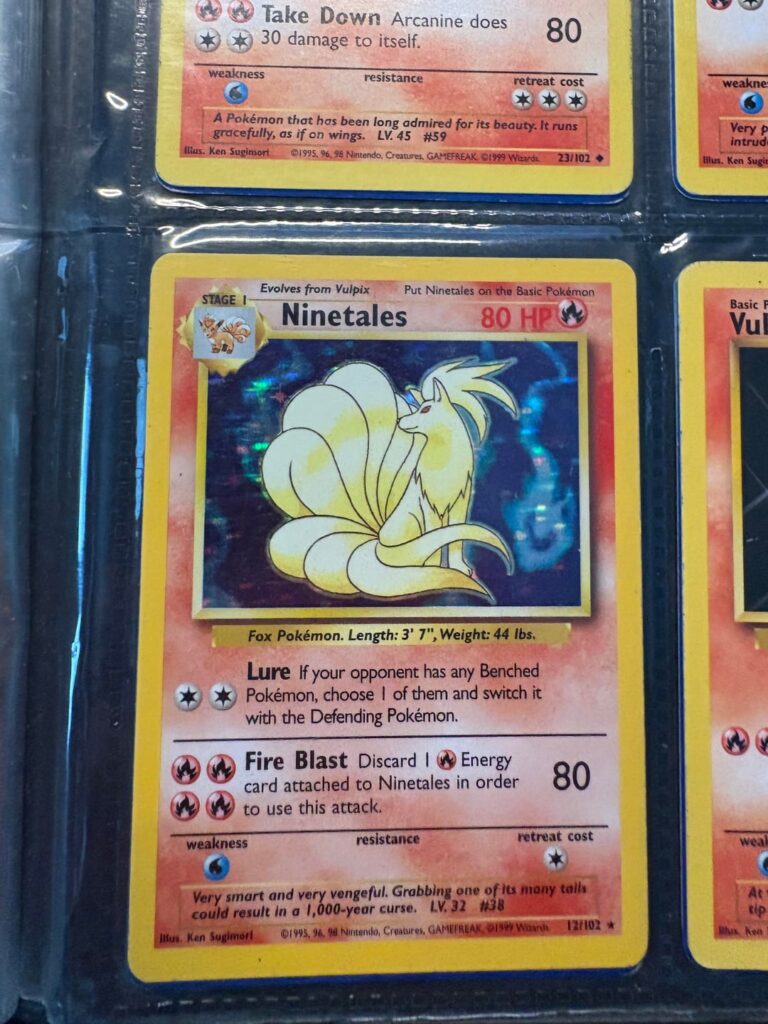 Take Down Arcanine does
30 damage to itself.
80
weakness resistance retreat cost
A Pokémon that has been long admired for its beauty. It runs
gracefully, as if on wings. LV. 45 #59
Illus. Ken Sugimori ©1995, 96, 98 Nintendo, Creatures, GAMEFREAK. ©1999 Wizards. 23/102
Very p
intrud
Illus. Ken Sug
STAGE 1
Evolves from Vulpix
Put Ninetales on the Basic Pokémon
Ninetales
80 HP
Fox Pokémon. Length: 3' 7", Weight: 44 lbs.
Lure If your opponent has any Benched
Pokémon, choose 1 of them and switch it
with the Defending Pokémon.
Fire Blast Discard 1 Energy
card attached to Ninetales in order
to use this attack.
80
weakness resistance retreat cost
Very smart and very vengeful. Grabbing one of its many tails
could result in a 1,000-year curse. LV. 32 #38
Illus. Ken Sugimori ©1995, 96, 98 Nintendo, Creatures, GAMEFREAK. ©1999 Wizards. 12/102
Basic P
Vul
weak
At
tip
Illus. Ken